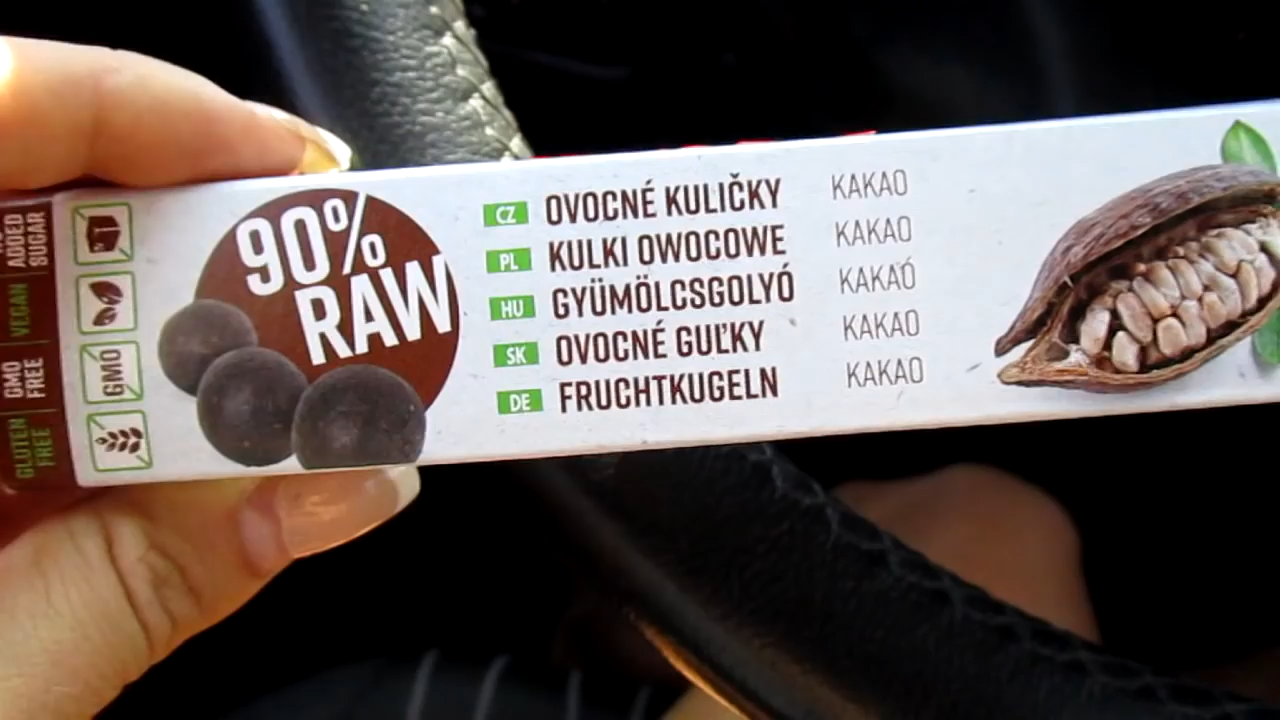 ADDED
SUGAR
VEGAN
GMO
FREE
GLUTEN
FREE
GMO
90%
RAW
CZ OVOCNÉ KULIČKY KAKAO
PL KULKI OWOCOWE KAKAO
HU GYÜMÖLCSGOLYÓ KAKAÓ
SK OVOCNÉ GUĽKY KAKAO
DE FRUCHTKUGELN KAKAO